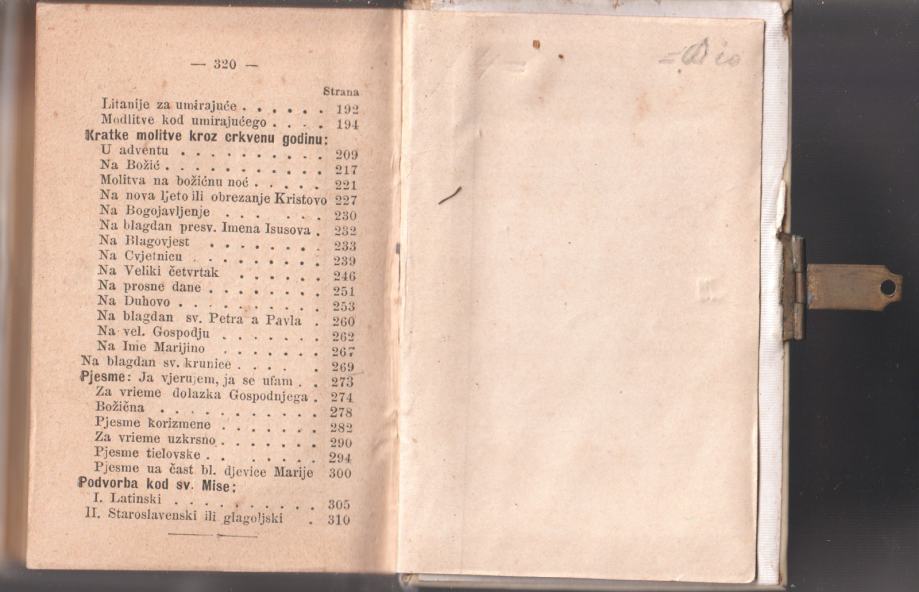 — 320 —
Strana
Litanije za umirajuće . . . . . . 192
Modlitve kod umirajućego . . . . 194
Kratke molitve kroz crkvenu godinu:
U adventu . . . . . . . . . . 209
Na Božić . . . . . . . . . . . 217
Molitva na božićnu noć . . . . . 221
Na nova ljeto ili obrezanje Kristovo 227
Na Bogojavljenje . . . . . . . 230
Na blagdan presv. Imena Isusova . 232
Na Blagovjest . . . . . . . . 233
Na Cvjetnicu . . . . . . . . . 239
Na Veliki četvrtak . . . . . . 246
Na prosne dane . . . . . . . . 251
Na Duhovo . . . . . . . . . . 253
Na blagdan sv. Petra a Pavla . 260
Na vel. Gospodju . . . . . . . 262
Na Ime Marijino . . . . . . . 267
Na blagdan sv. krunice . . . . . 269
Pjesme: Ja vjerujem, ja se ufam . . 273
Za vrieme dolazka Gospodnjega . 274
Božićna . . . . . . . . . . . 278
Pjesme korizmene . . . . . . . 282
Za vrieme uzkrsno . . . . . . . 290
Pjesme tielovske . . . . . . . . 294
Pjesme ua čast bl. djevice Marije 300
Podvorba kod sv. Mise:
I. Latinski . . . . . . . . . . 305
II. Staroslavenski ili glagoljski . 310